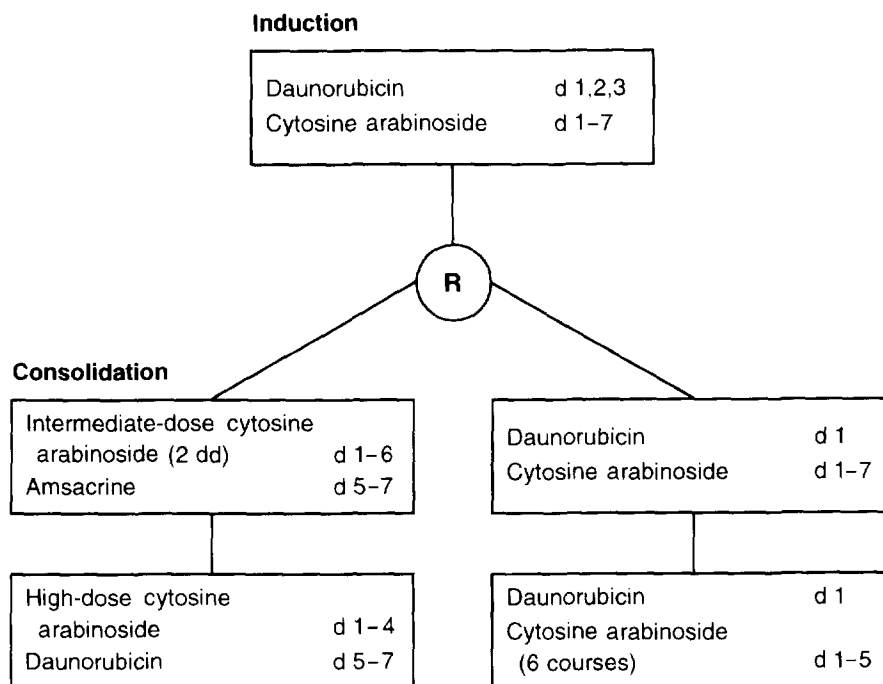 Induction
Daunorubicin d 1,2,3
Cytosine arabinoside d 1–7
R
Consolidation
Intermediate-dose cytosine
arabinoside (2 dd) d 1–6
Amsacrine d 5–7
Daunorubicin d 1
Cytosine arabinoside d 1–7
High-dose cytosine
arabinoside d 1–4
Daunorubicin d 5–7
Daunorubicin d 1
Cytosine arabinoside
(6 courses) d 1–5